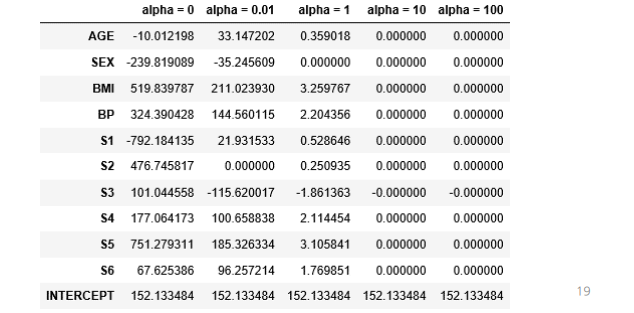 alpha = 0 alpha = 0.01 alpha = 1 alpha = 10 alpha = 100
AGE -10.012198 33.147202 0.359018 0.000000 0.000000
SEX -239.819089 -35.245609 0.000000 0.000000 0.000000
BMI 519.839787 211.023930 3.259767 0.000000 0.000000
BP 324.390428 144.560115 2.204356 0.000000 0.000000
S1 -792.184135 21.931533 0.528646 0.000000 0.000000
S2 476.745817 0.000000 0.250935 0.000000 0.000000
S3 101.044558 -115.620017 -1.861363 -0.000000 -0.000000
S4 177.064173 100.658838 2.114454 0.000000 0.000000
S5 751.279311 185.326334 3.105841 0.000000 0.000000
S6 67.625386 96.257214 1.769851 0.000000 0.000000
INTERCEPT 152.133484 152.133484 152.133484 152.133484 152.133484
19